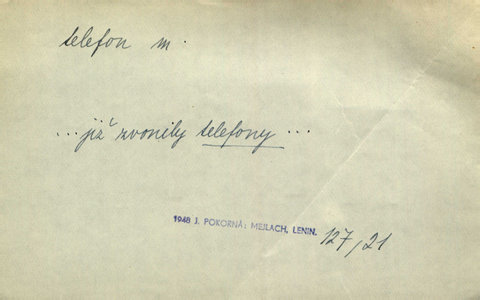 telefon m.
... již zvonily telefony ...
1948 J. POKORNÁ: MEJLACH, LENIN. 127/21